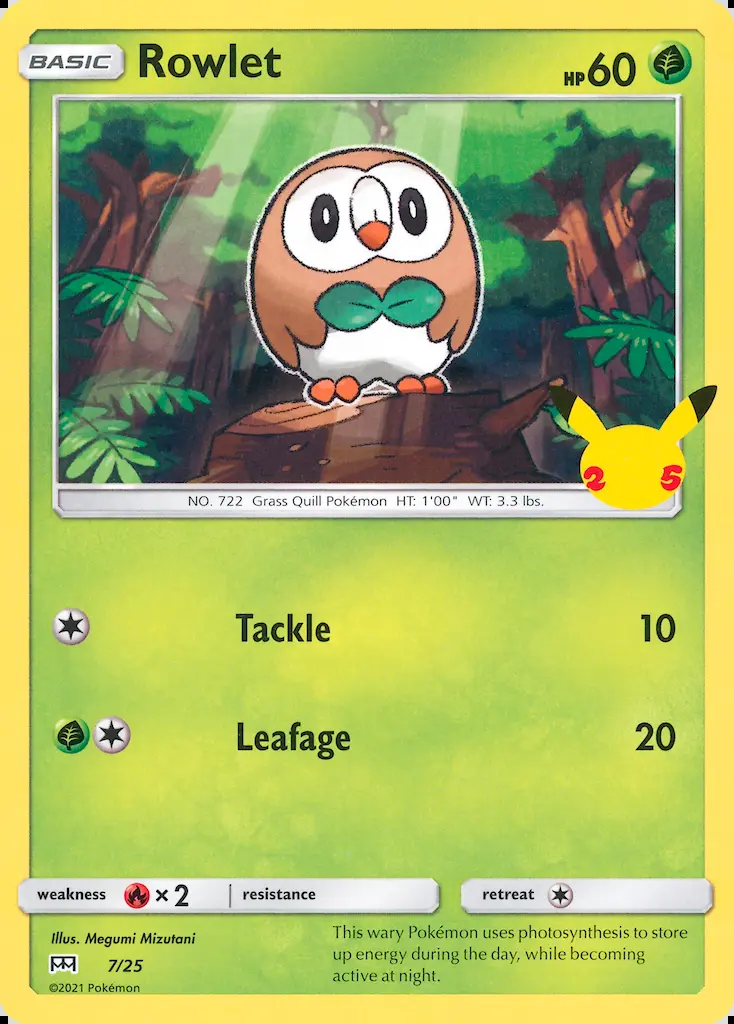 BASIC Rowlet HP60
NO. 722 Grass Quill Pokémon HT: 1'00" WT: 3.3 lbs.
25
Tackle 10
Leafage 20
weakness ×2 resistance retreat
Illus. Megumi Mizutani
7/25
©2021 Pokémon
This wary Pokémon uses photosynthesis to store
up energy during the day, while becoming
active at night.